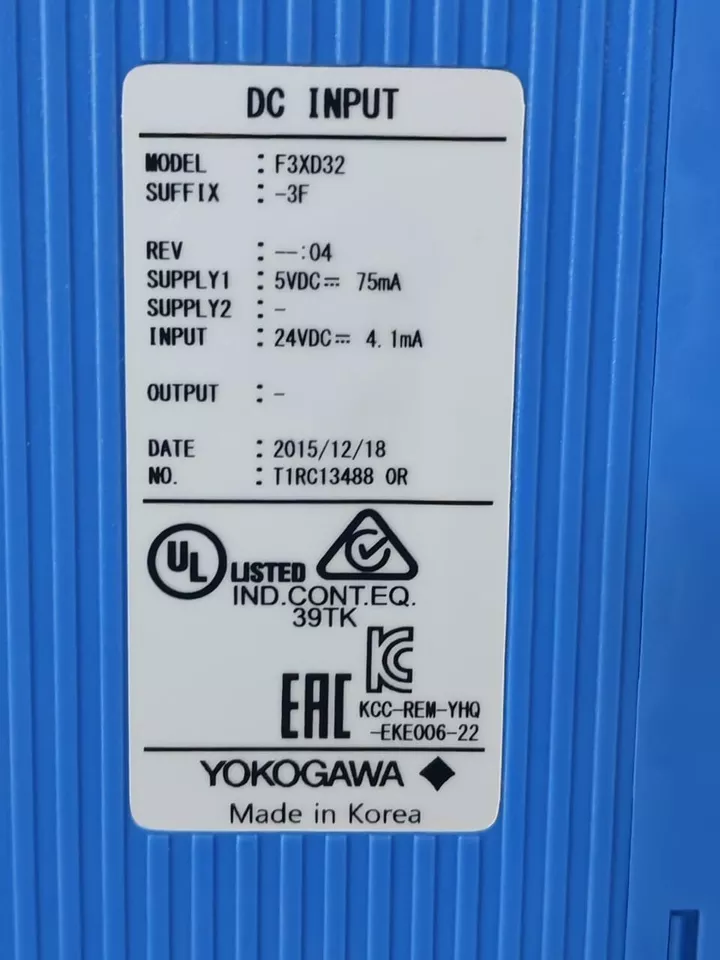 DC INPUT
MODEL : F3XD32
SUFFIX : -3F
REV : --:04
SUPPLY1 : 5VDC⎓ 75mA
SUPPLY2 : -
INPUT : 24VDC⎓ 4.1mA
OUTPUT : -
DATE : 2015/12/18
NO. : T1RC13488 0R
UL LISTED
IND.CONT.EQ.
39TK
KC
EAC KCC-REM-YHQ
-EKE006-22
YOKOGAWA ◆
Made in Korea